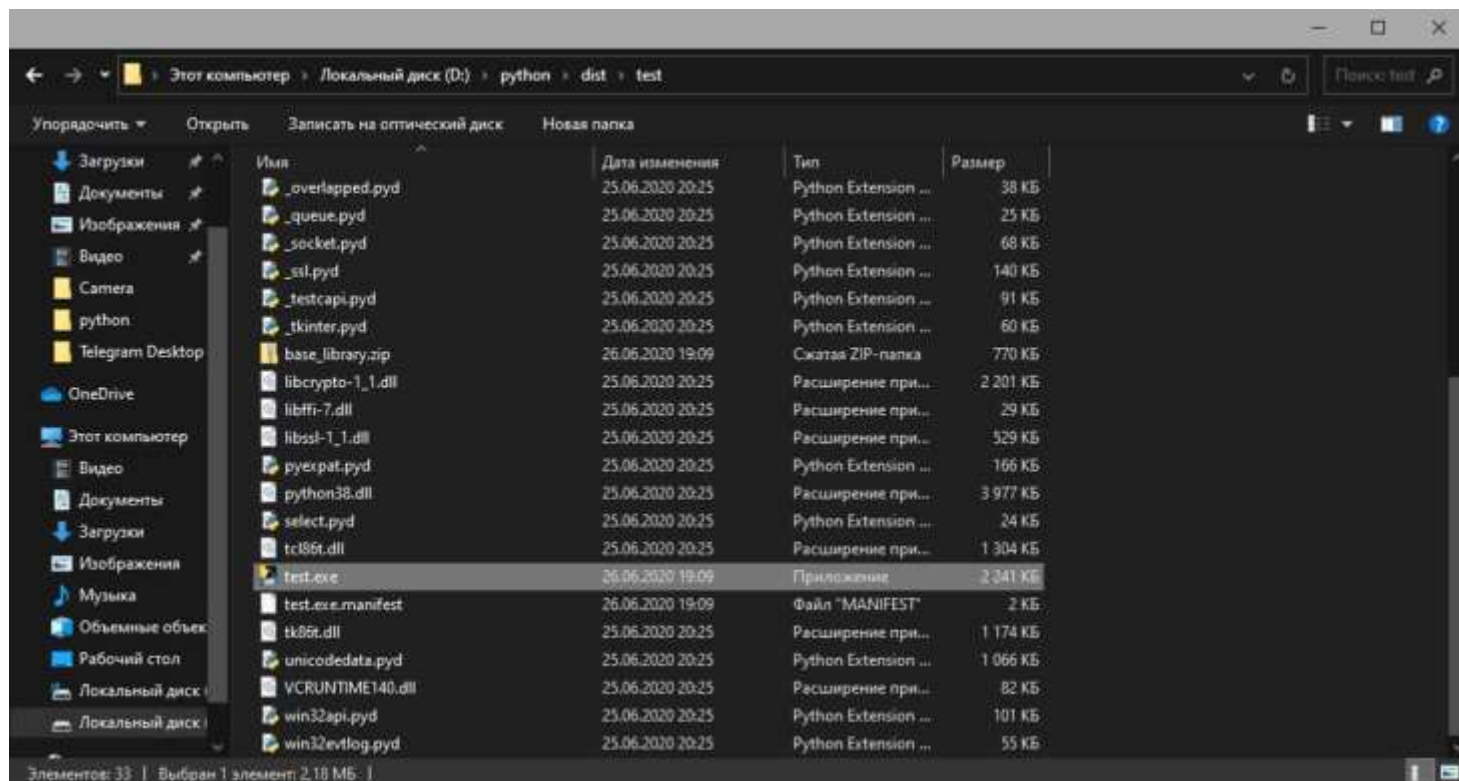 Этот компьютер › Локальный диск (D:) › python › dist › test
Поиск: test
Упорядочить Открыть Записать на оптический диск Новая папка
Загрузки
Документы
Изображения
Видео
Camera
python
Telegram Desktop
OneDrive
Этот компьютер
Видео
Документы
Загрузки
Изображения
Музыка
Объемные объек
Рабочий стол
Локальный диск
Локальный диск
Имя Дата изменения Тип Размер
_overlapped.pyd 25.06.2020 20:25 Python Extension ... 38 КБ
_queue.pyd 25.06.2020 20:25 Python Extension ... 25 КБ
_socket.pyd 25.06.2020 20:25 Python Extension ... 68 КБ
_ssl.pyd 25.06.2020 20:25 Python Extension ... 140 КБ
_testcapi.pyd 25.06.2020 20:25 Python Extension ... 91 КБ
_tkinter.pyd 25.06.2020 20:25 Python Extension ... 60 КБ
base_library.zip 26.06.2020 19:09 Сжатая ZIP-папка 770 КБ
libcrypto-1_1.dll 25.06.2020 20:25 Расширение при... 2 201 КБ
libffi-7.dll 25.06.2020 20:25 Расширение при... 29 КБ
libssl-1_1.dll 25.06.2020 20:25 Расширение при... 529 КБ
pyexpat.pyd 25.06.2020 20:25 Python Extension ... 166 КБ
python38.dll 25.06.2020 20:25 Расширение при... 3 977 КБ
select.pyd 25.06.2020 20:25 Python Extension ... 24 КБ
tcl86t.dll 25.06.2020 20:25 Расширение при... 1 304 КБ
test.exe 26.06.2020 19:09 Приложение 2 241 КБ
test.exe.manifest 26.06.2020 19:09 Файл "MANIFEST" 2 КБ
tk86t.dll 25.06.2020 20:25 Расширение при... 1 174 КБ
unicodedata.pyd 25.06.2020 20:25 Python Extension ... 1 066 КБ
VCRUNTIME140.dll 25.06.2020 20:25 Расширение при... 82 КБ
win32api.pyd 25.06.2020 20:25 Python Extension ... 101 КБ
win32evtlog.pyd 25.06.2020 20:25 Python Extension ... 55 КБ
Элементов: 33 | Выбран 1 элемент: 2,18 МБ |